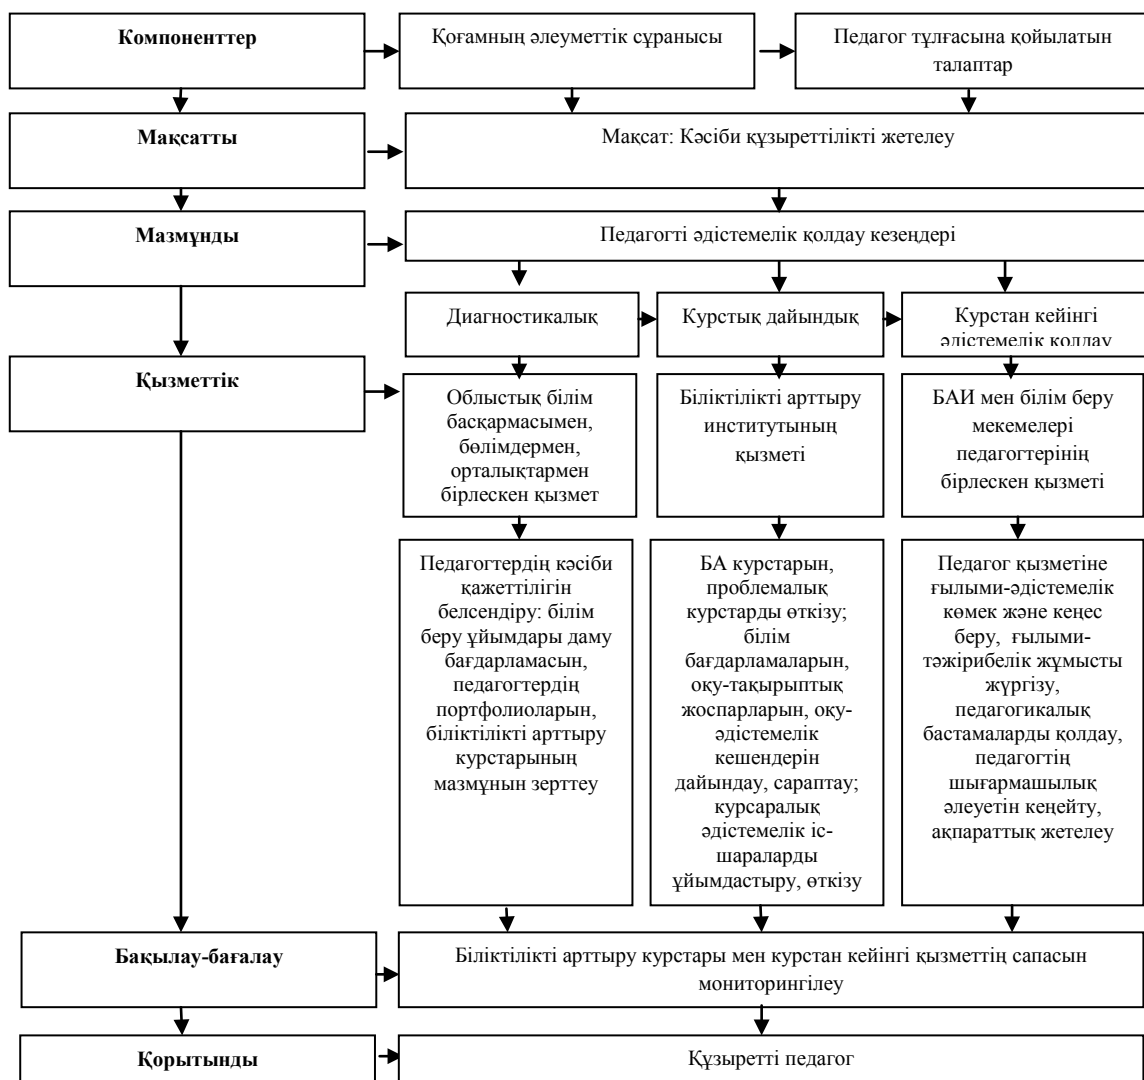 Компоненттер
Қоғамның әлеуметтік сұранысы
Педагог тұлғасына қойылатын
талаптар
Мақсатты
Мақсат: Кәсіби құзыреттілікті жетелеу
Мазмұнды
Педагогті әдістемелік қолдау кезеңдері
Диагностикалық
Курстық дайындық
Курстан кейінгі
әдістемелік қолдау
Қызметтік
Облыстық білім
басқармасымен,
бөлімдермен,
орталықтармен
бірлескен қызмет
Біліктілікті арттыру
институтының
қызметі
БАИ мен білім беру
мекемелері
педагогтерінің
бірлескен қызметі
Педагогтердің кәсіби
қажеттілігін
белсендіру: білім
беру ұйымдары даму
бағдарламасын,
педагогтердің
портфолиоларын,
біліктілікті арттыру
курстарының
мазмұнын зерттеу
БА курстарын,
проблемалық
курстарды өткізу;
білім
бағдарламаларын,
оқу-тақырыптық
жоспарларын, оқу-
әдістемелік
кешендерін
дайындау, сараптау;
курсаралық
әдістемелік іс-
шараларды
ұйымдастыру, өткізу
Педагог қызметіне
ғылыми-әдістемелік
көмек және кеңес
беру, ғылыми-
тәжірибелік жұмысты
жүргізу,
педагогикалық
бастамаларды қолдау,
педагогтің
шығармашылық
әлеуетін кеңейту,
ақпараттық жетелеу
Бақылау-бағалау
Біліктілікті арттыру курстары мен курстан кейінгі қызметтің сапасын
мониторингілеу
Қорытынды
Құзыретті педагог